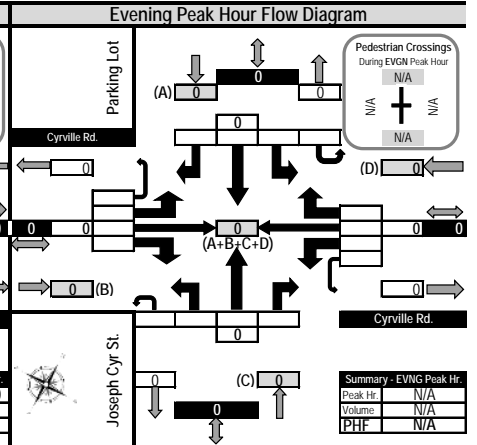 Evening Peak Hour Flow Diagram
Parking Lot
Cyrville Rd.
(A) 0
0
0
0
Pedestrian Crossings
During EVGN Peak Hour
N/A
N/A
N/A
N/A
0
(D) 0
0 0
0
(A+B+C+D)
0 0
0 (B)
0
0
Cyrville Rd.
Joseph Cyr St.
0
(C) 0
0
Summary - EVNG Peak Hr.
Peak Hr. N/A
Volume N/A
PHF N/A